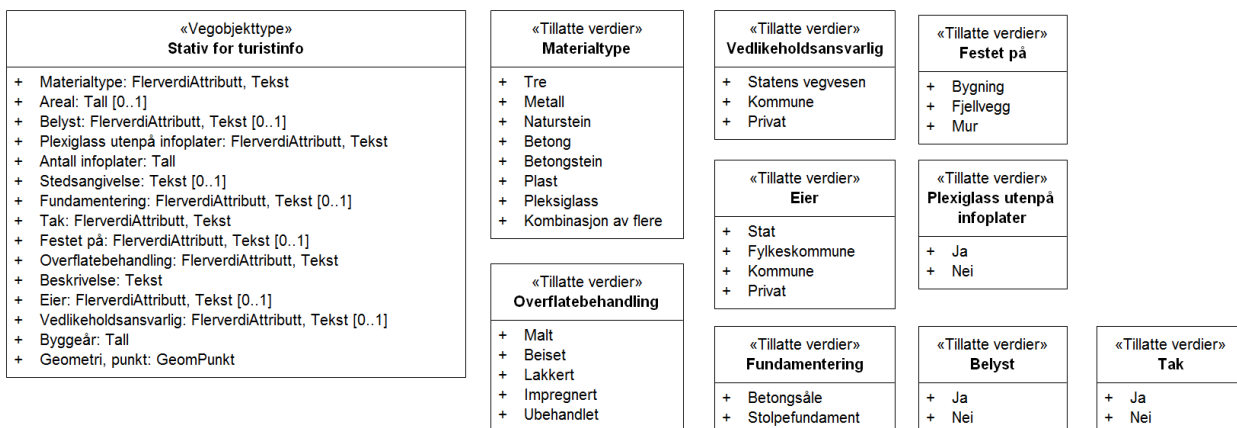 «Vegobjekttype»
Stativ for turistinfo
+ Materialtype: FlerverdiAttributt, Tekst
+ Areal: Tall [0..1]
+ Belyst: FlerverdiAttributt, Tekst [0..1]
+ Plexiglass utenpå infoplater: FlerverdiAttributt, Tekst
+ Antall infoplater: Tall
+ Stedsangivelse: Tekst [0..1]
+ Fundamentering: FlerverdiAttributt, Tekst [0..1]
+ Tak: FlerverdiAttributt, Tekst
+ Festet på: FlerverdiAttributt, Tekst [0..1]
+ Overflatebehandling: FlerverdiAttributt, Tekst
+ Beskrivelse: Tekst
+ Eier: FlerverdiAttributt, Tekst [0..1]
+ Vedlikeholdsansvarlig: FlerverdiAttributt, Tekst [0..1]
+ Byggeår: Tall
+ Geometri, punkt: GeomPunkt
«Tillatte verdier»
Materialtype
+ Tre
+ Metall
+ Naturstein
+ Betong
+ Betongstein
+ Plast
+ Pleksiglass
+ Kombinasjon av flere
«Tillatte verdier»
Overflatebehandling
+ Malt
+ Beiset
+ Lakkert
+ Impregnert
+ Ubehandlet
«Tillatte verdier»
Vedlikeholdsansvarlig
+ Statens vegvesen
+ Kommune
+ Privat
«Tillatte verdier»
Eier
+ Stat
+ Fylkeskommune
+ Kommune
+ Privat
«Tillatte verdier»
Fundamentering
+ Betongsåle
+ Stolpefundament
«Tillatte verdier»
Festet på
+ Bygning
+ Fjellvegg
+ Mur
«Tillatte verdier»
Plexiglass utenpå
infoplater
+ Ja
+ Nei
«Tillatte verdier»
Belyst
+ Ja
+ Nei
«Tillatte verdier»
Tak
+ Ja
+ Nei